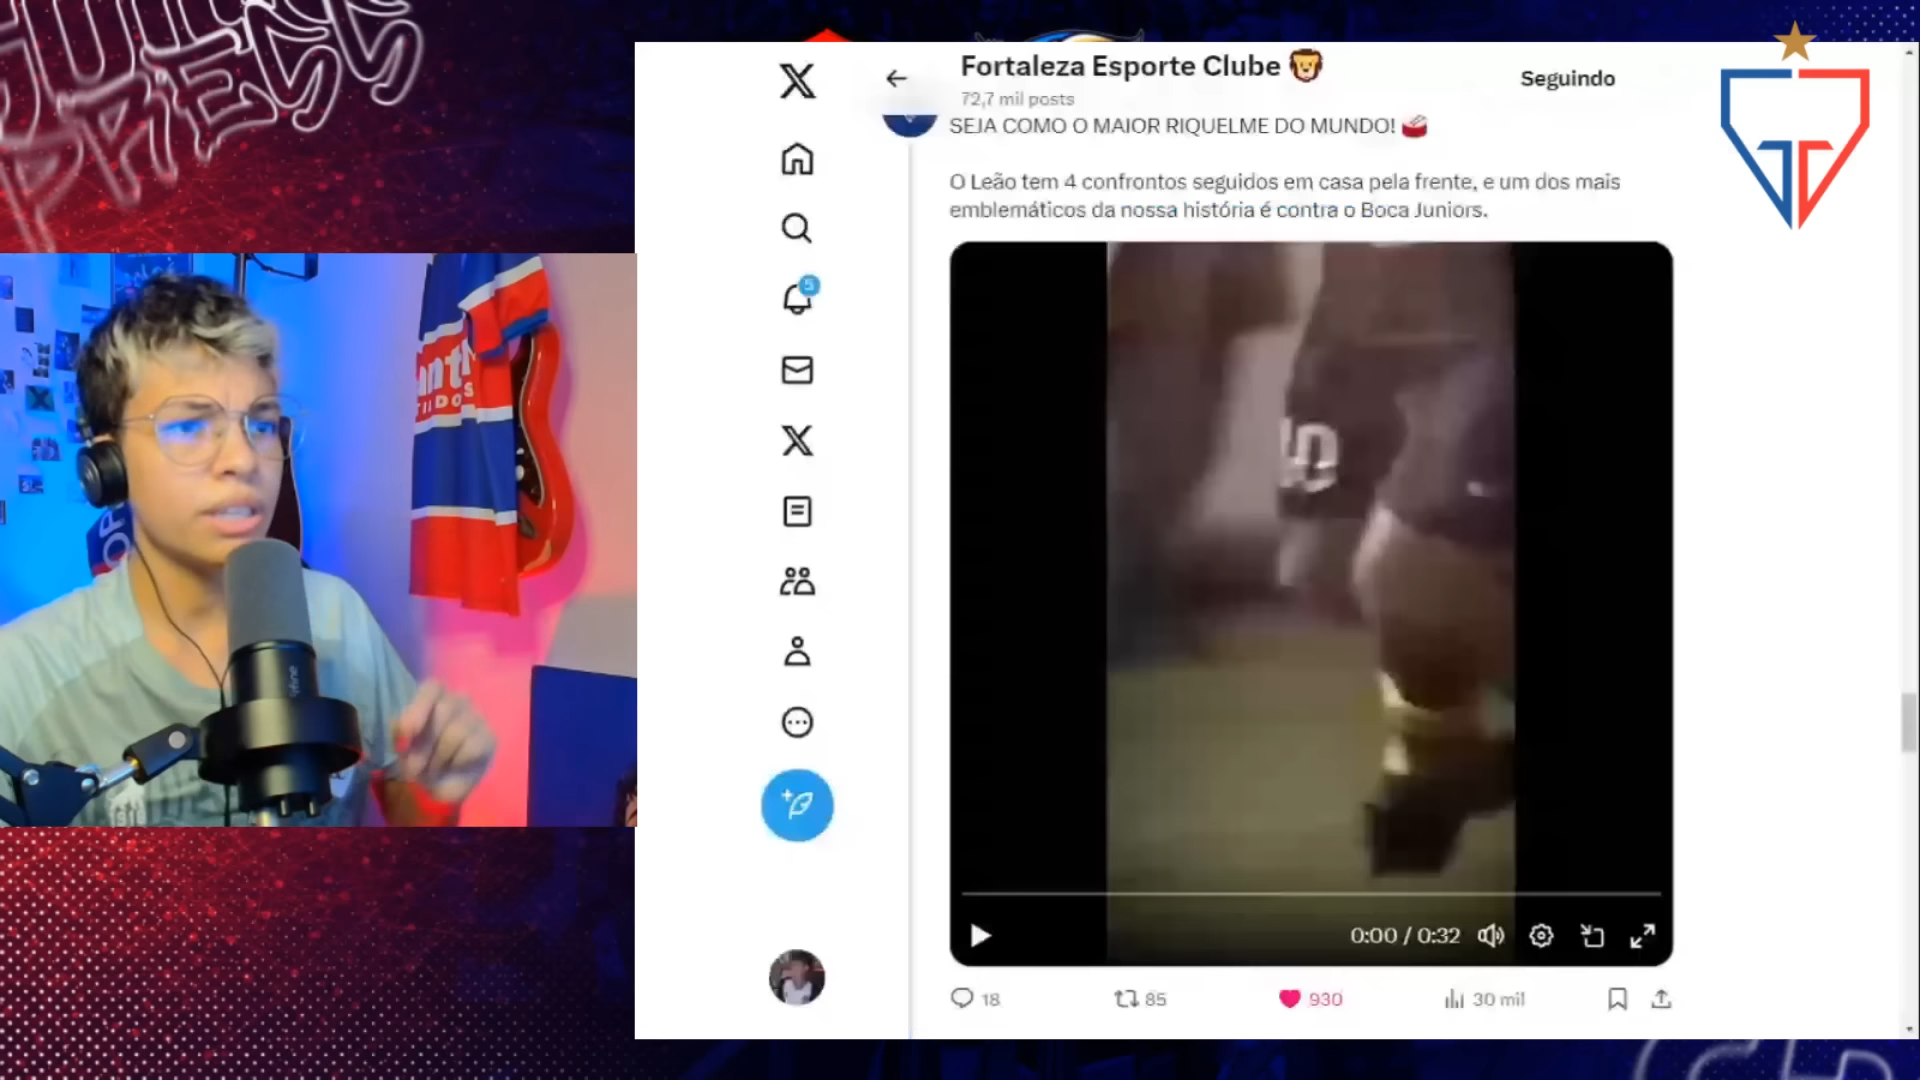 PRESS
Fortaleza Esporte Clube
72,7 mil posts
Seguindo
SEJA COMO O MAIOR RIQUELME DO MUNDO!
O Leão tem 4 confrontos seguidos em casa pela frente, e um dos mais
emblemáticos da nossa história é contra o Boca Juniors.
5
0:00 / 0:32
18
85
930
30 mil